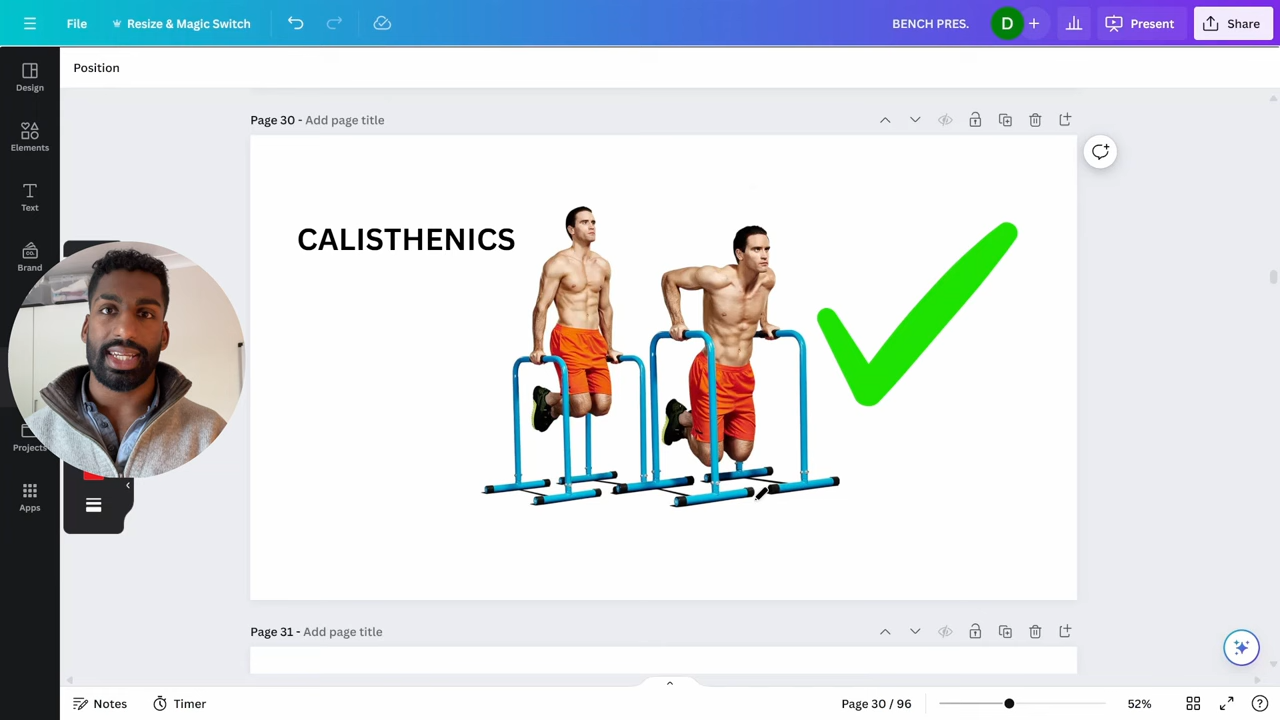 File
Resize & Magic Switch
BENCH PRES.
D
Present
Share
Position
Design
Elements
Text
Brand
Projects
Apps
Page 30 - Add page title
CALISTHENICS
Page 31 - Add page title
Notes
Timer
Page 30 / 96
52%